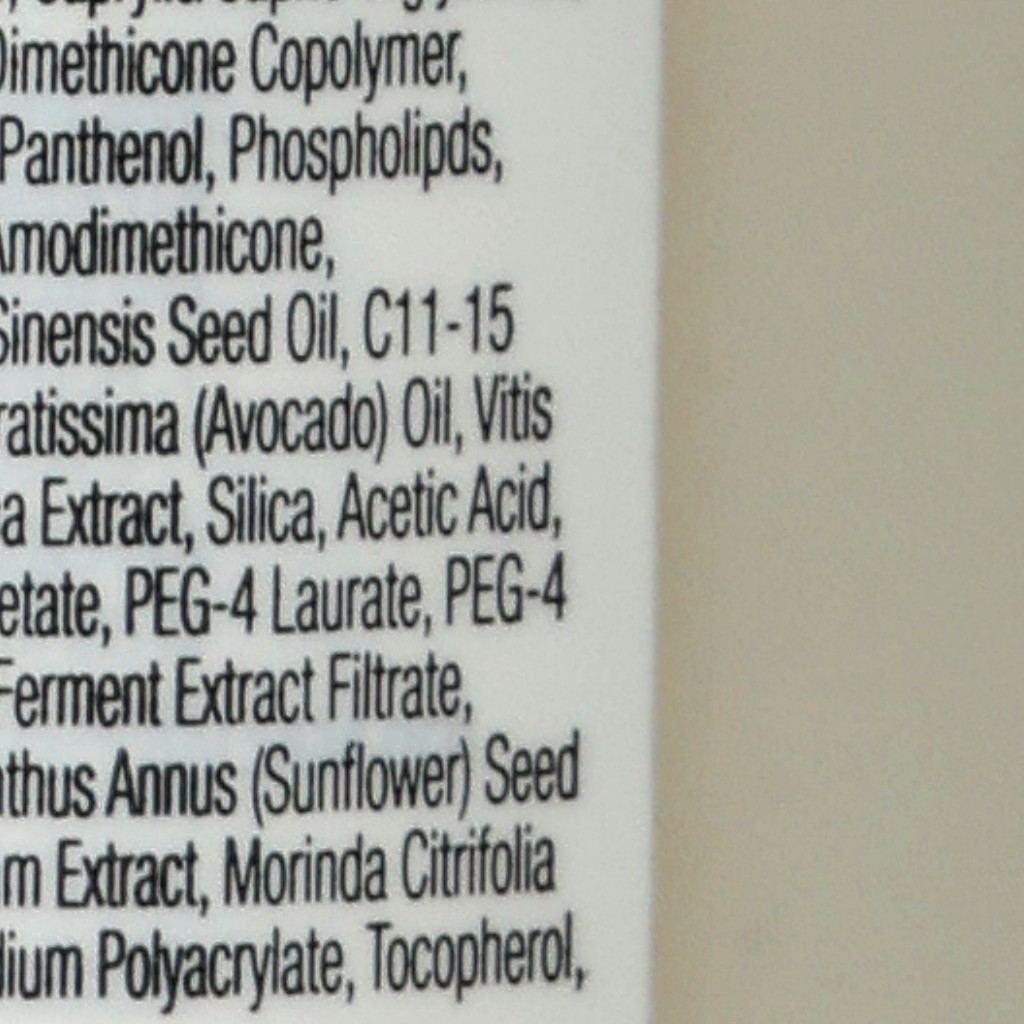 Dimethicone Copolymer,
Panthenol, Phospholipds,
Amodimethicone,
Sinensis Seed Oil, C11-15
ratissima (Avocado) Oil, Vitis
a Extract, Silica, Acetic Acid,
etate, PEG-4 Laurate, PEG-4
Ferment Extract Filtrate,
thus Annus (Sunflower) Seed
m Extract, Morinda Citrifolia
dium Polyacrylate, Tocopherol,